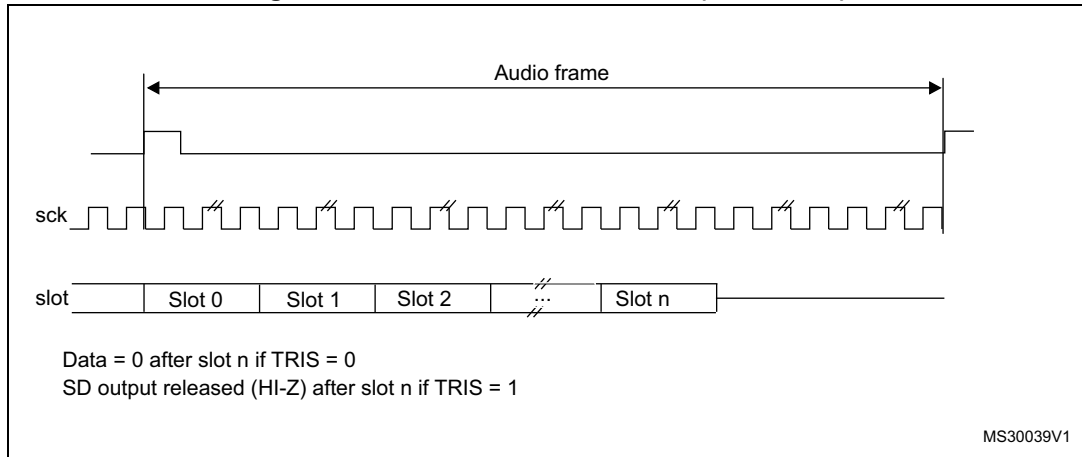 Audio frame
sck
slot
Slot 0 Slot 1 Slot 2 ... Slot n
Data = 0 after slot n if TRIS = 0
SD output released (HI-Z) after slot n if TRIS = 1
MS30039V1